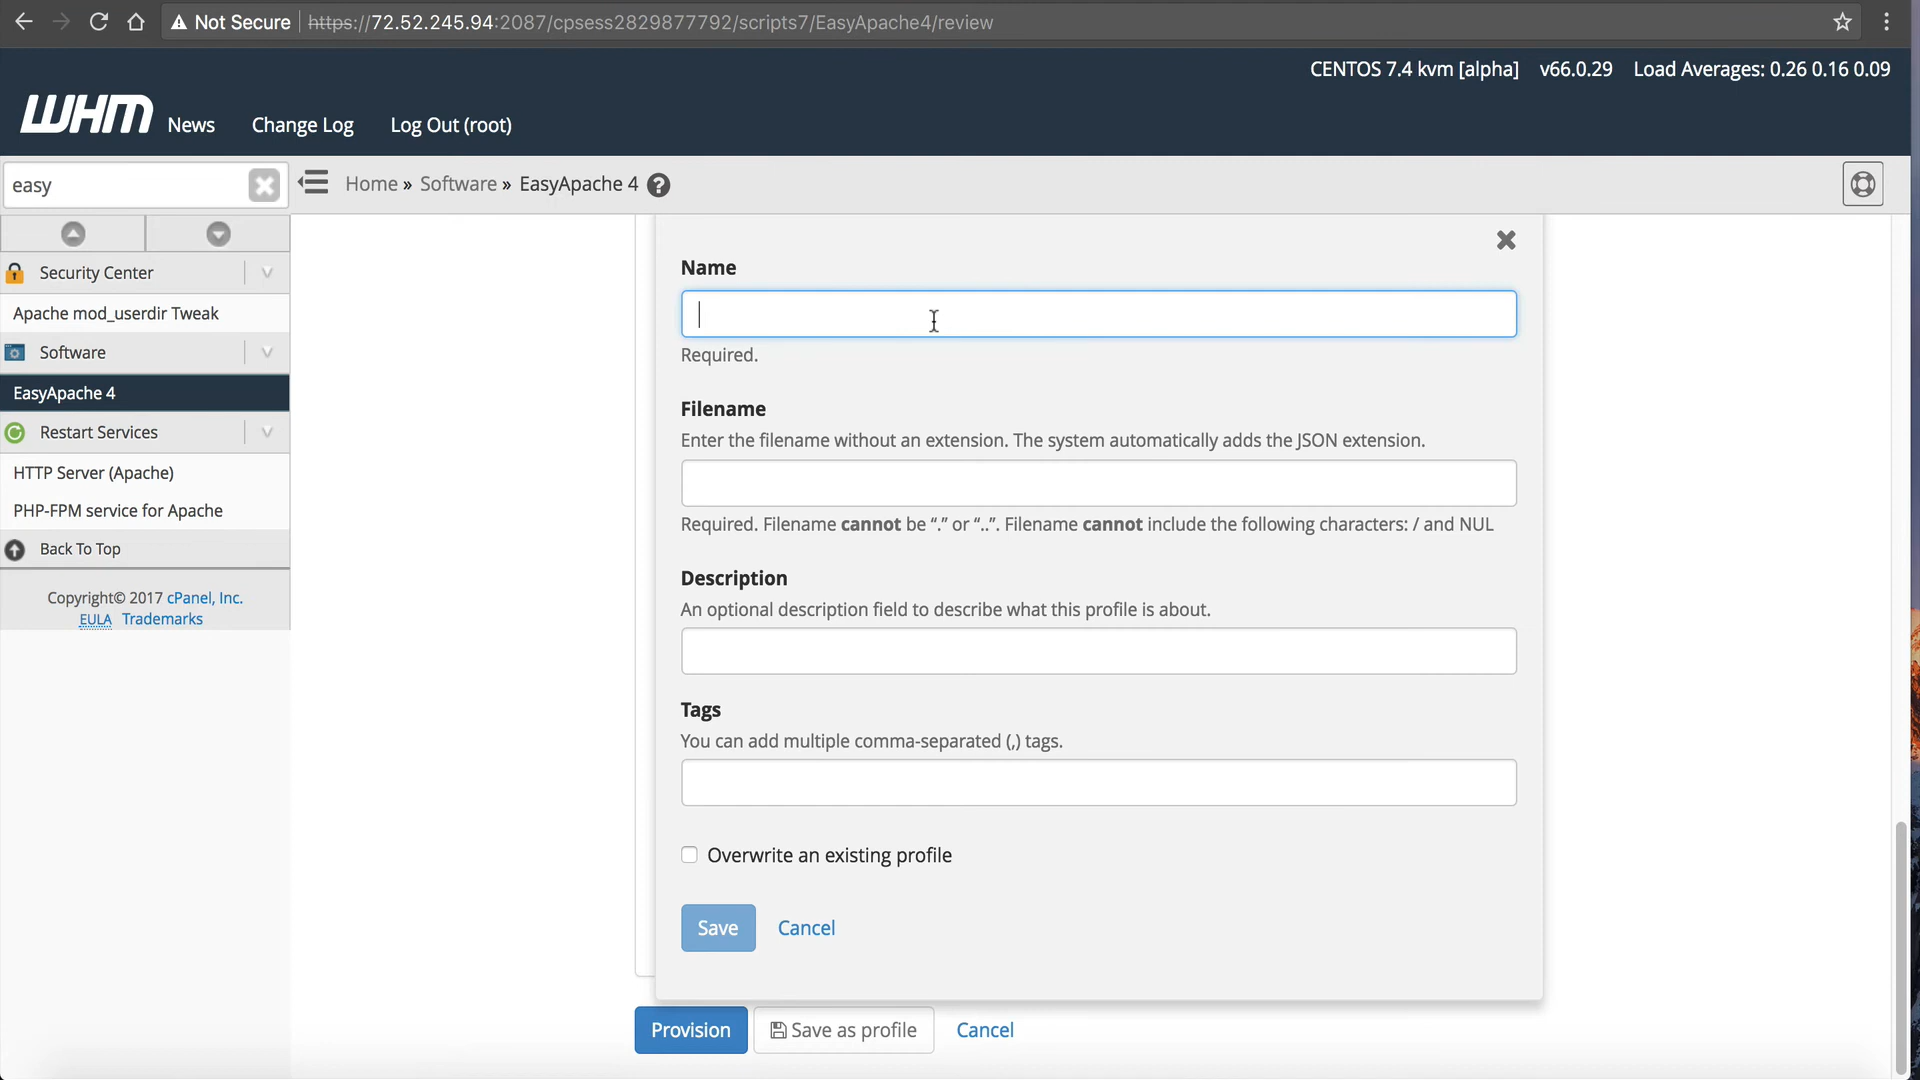 Not Secure https://72.52.245.94:2087/cpsess2829877792/scripts7/EasyApache4/review
CENTOS 7.4 kvm [alpha] v66.0.29 Load Averages: 0.26 0.16 0.09
WHM News Change Log Log Out (root)
easy
Home » Software » EasyApache 4 ?
Security Center
Apache mod_userdir Tweak
Software
EasyApache 4
Restart Services
HTTP Server (Apache)
PHP-FPM service for Apache
Back To Top
Copyright© 2017 cPanel, Inc.
EULA Trademarks
Name
Required.
Filename
Enter the filename without an extension. The system automatically adds the JSON extension.
Required. Filename cannot be “.” or “..”. Filename cannot include the following characters: / and NUL
Description
An optional description field to describe what this profile is about.
Tags
You can add multiple comma-separated (,) tags.
Overwrite an existing profile
Save Cancel
Provision Save as profile Cancel